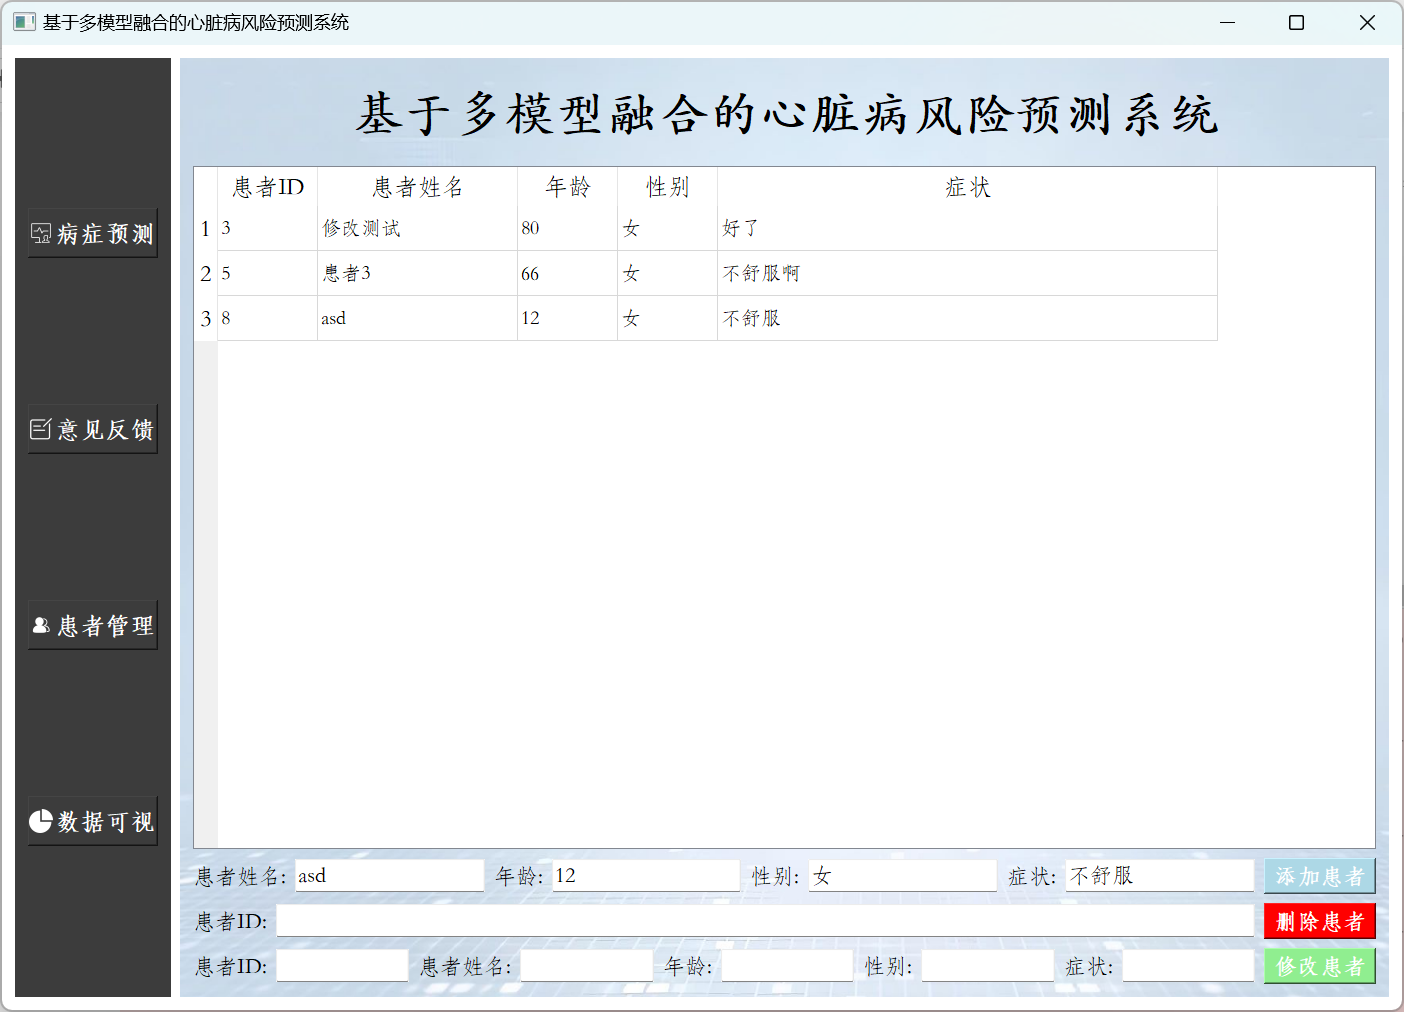 基于多模型融合的心脏病风险预测系统
基于多模型融合的心脏病风险预测系统
病症预测
意见反馈
患者管理
数据可视
患者ID 患者姓名 年龄 性别 症状
1 3 修改测试 80 女 好了
2 5 患者3 66 女 不舒服啊
3 8 asd 12 女 不舒服
患者姓名: asd 年龄: 12 性别: 女 症状: 不舒服 添加患者
患者ID: 删除患者
患者ID: 患者姓名: 年龄: 性别: 症状: 修改患者